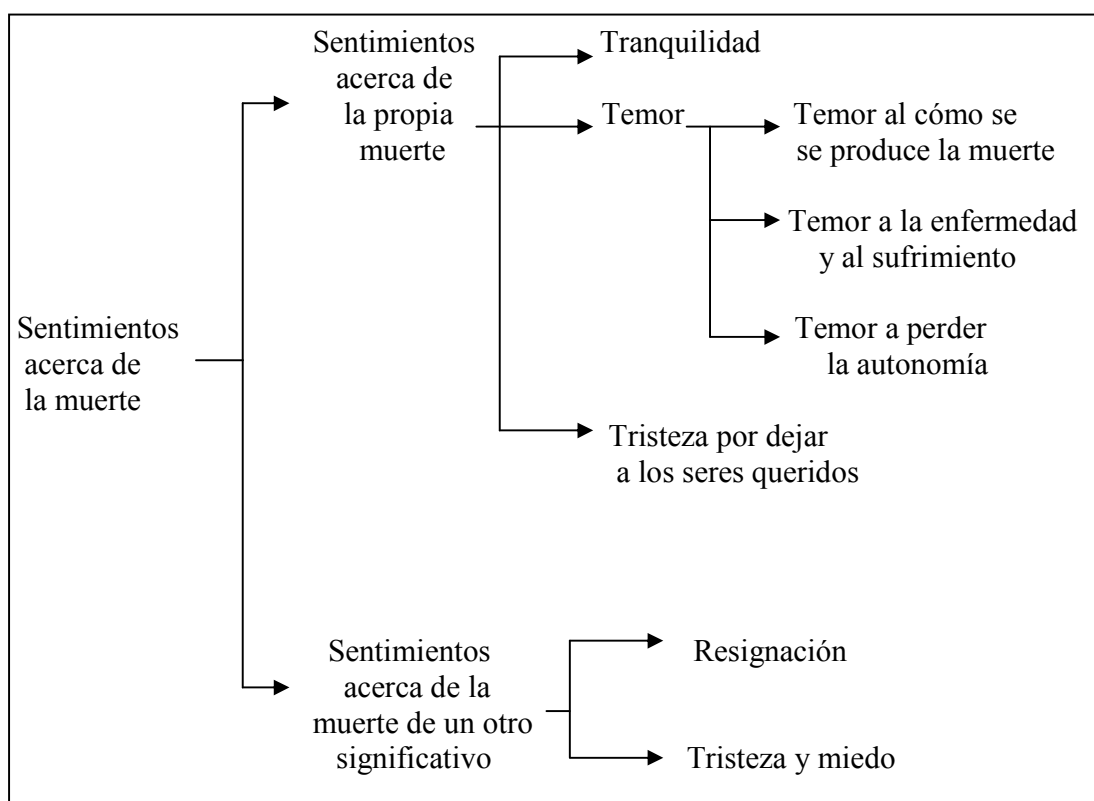 Sentimientos
acerca de
la propia
muerte
Tranquilidad
Temor
Temor al cómo se
se produce la muerte
Temor a la enfermedad
y al sufrimiento
Temor a perder
la autonomía
Tristeza por dejar
a los seres queridos
Sentimientos
acerca de
la muerte
Sentimientos
acerca de la
muerte de un otro
significativo
Resignación
Tristeza y miedo